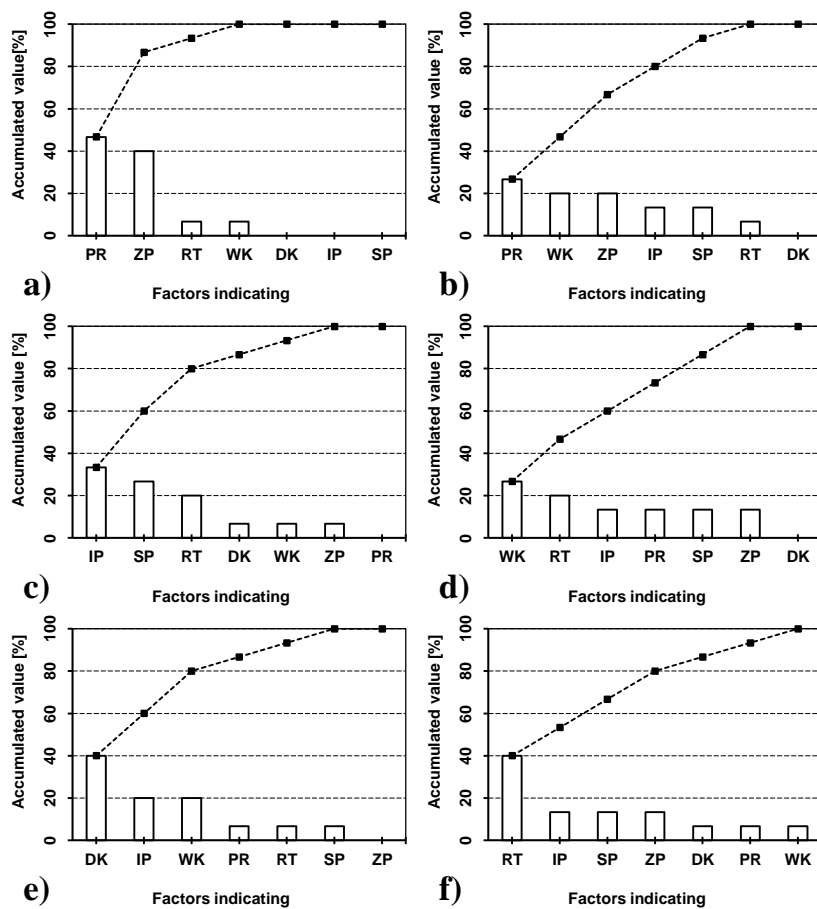 Accumulated value[%]
100
80
60
40
20
0
PR ZP RT WK DK IP SP
a)
Factors indicating
Accumulated value [%]
100
80
60
40
20
0
PR WK ZP IP SP RT DK
b)
Factors indicating
Accumulated value [%]
100
80
60
40
20
0
IP SP RT DK WK ZP PR
c)
Factors indicating
Accumulated value [%]
100
80
60
40
20
0
WK RT IP PR SP ZP DK
d)
Factors indicating
Accumulated value [%]
100
80
60
40
20
0
DK IP WK PR RT SP ZP
e)
Factors indicating
Accumulated value [%]
100
80
60
40
20
0
RT IP SP ZP DK PR WK
f)
Factors indicating